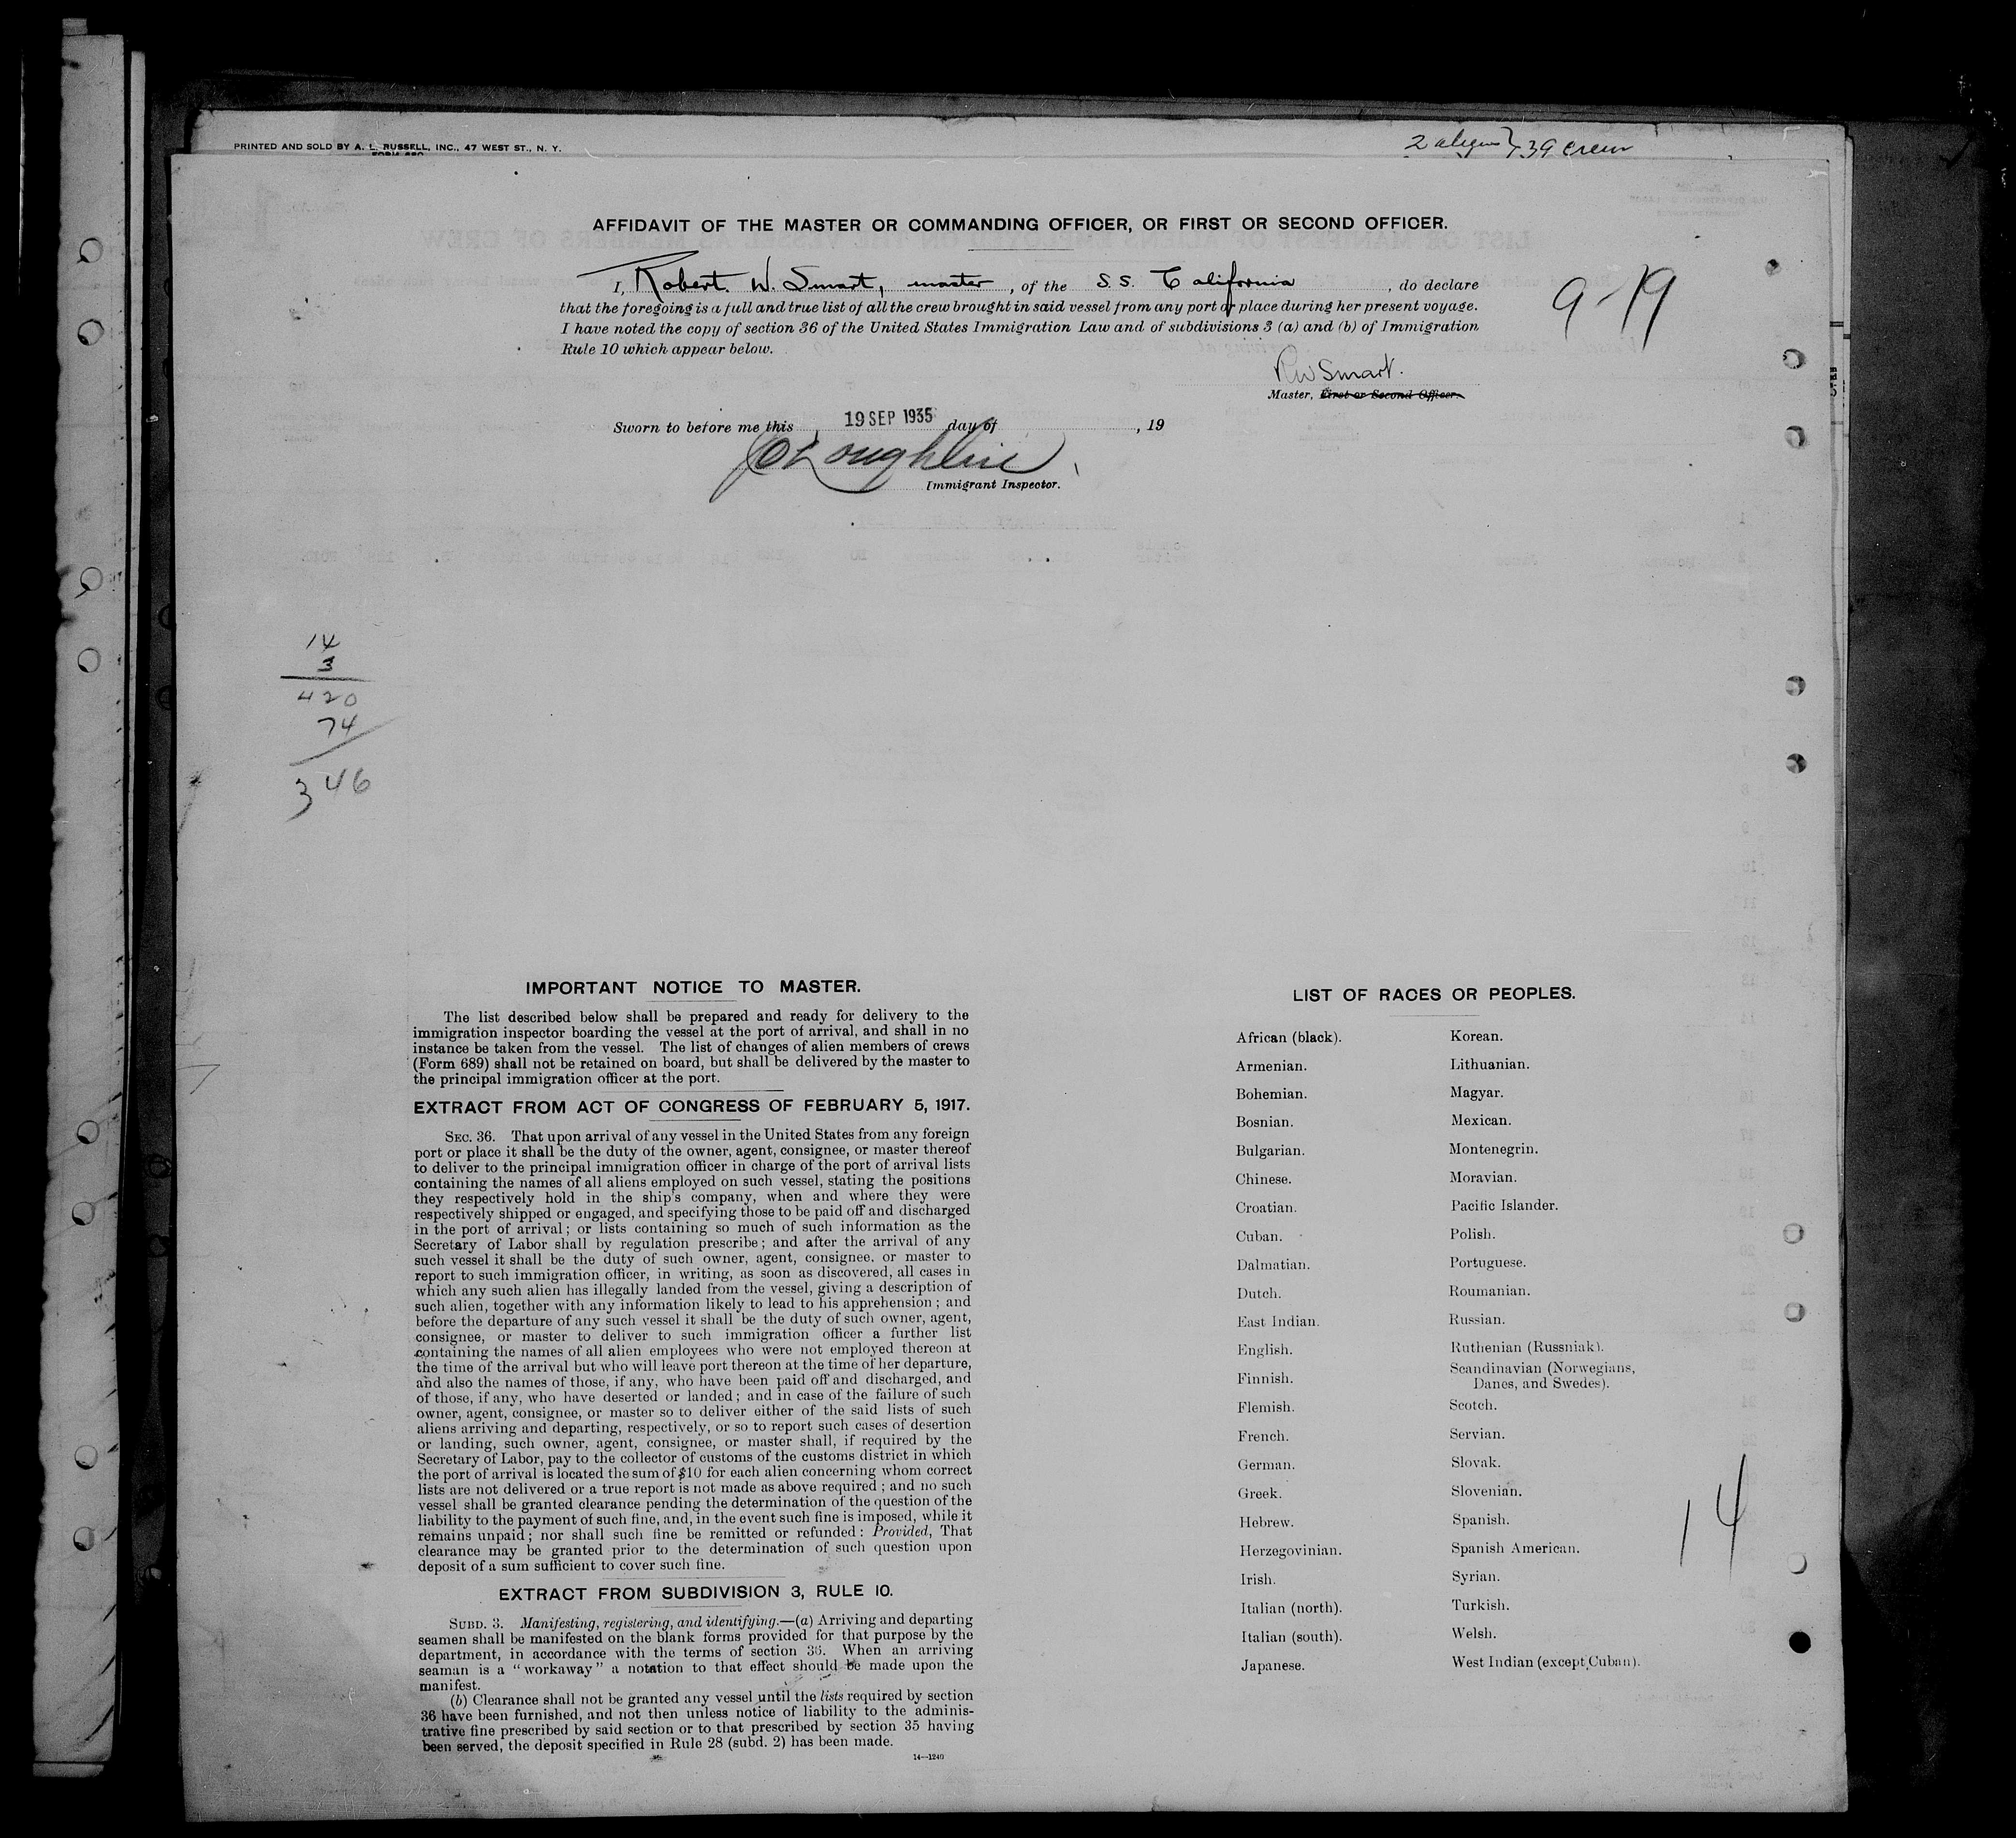 PRINTED AND SOLD BY A. L. RUSSELL, INC., 47 WEST ST., N. Y.
2 aliens 39 crew
AFFIDAVIT OF THE MASTER OR COMMANDING OFFICER, OR FIRST OR SECOND OFFICER.
I, Robert. W. Smart, master, of the S. S. California, do declare
that the foregoing is a full and true list of all the crew brought in said vessel from any port or place during her present voyage.
I have noted the copy of section 36 of the United States Immigration Law and of subdivisions 3 (a) and (b) of Immigration
Rule 10 which appear below.
9-19
RW Smart.
Master, First or Second Officer.
Sworn to before me this 19 SEP 1935 day of , 19
Immigrant Inspector.
14
3
420
74
346
IMPORTANT NOTICE TO MASTER.
The list described below shall be prepared and ready for delivery to the
immigration inspector boarding the vessel at the port of arrival, and shall in no
instance be taken from the vessel. The list of changes of alien members of crews
(Form 689) shall not be retained on board, but shall be delivered by the master to
the principal immigration officer at the port.
EXTRACT FROM ACT OF CONGRESS OF FEBRUARY 5, 1917.
SEC. 36. That upon arrival of any vessel in the United States from any foreign
port or place it shall be the duty of the owner, agent, consignee, or master thereof
to deliver to the principal immigration officer in charge of the port of arrival lists
containing the names of all aliens employed on such vessel, stating the positions
they respectively hold in the ship's company, when and where they were
respectively shipped or engaged, and specifying those to be paid off and discharged
in the port of arrival; or lists containing so much of such information as the
Secretary of Labor shall by regulation prescribe; and after the arrival of any
such vessel it shall be the duty of such owner, agent, consignee. or master to
report to such immigration officer, in writing, as soon as discovered, all cases in
which any such alien has illegally landed from the vessel, giving a description of
such alien, together with any information likely to lead to his apprehension; and
before the departure of any such vessel it shall be the duty of such owner, agent,
consignee, or master to deliver to such immigration officer a further list
containing the names of all alien employees who were not employed thereon at
the time of the arrival but who will leave port thereon at the time of her departure,
and also the names of those, if any, who have been paid off and discharged, and
of those, if any, who have deserted or landed; and in case of the failure of such
owner, agent, consignee, or master so to deliver either of the said lists of such
aliens arriving and departing, respectively, or so to report such cases of desertion
or landing, such owner, agent, consignee, or master shall, if required by the
Secretary of Labor, pay to the collector of customs of the customs district in which
the port of arrival is located the sum of $10 for each alien concerning whom correct
lists are not delivered or a true report is not made as above required; and no such
vessel shall be granted clearance pending the determination of the question of the
liability to the payment of such fine, and, in the event such fine is imposed, while it
remains unpaid; nor shall such fine be remitted or refunded: Provided, That
clearance may be granted prior to the determination of such question upon
deposit of a sum sufficient to cover such fine.
EXTRACT FROM SUBDIVISION 3, RULE 10.
SUBD. 3. Manifesting, registering, and identifying.—(a) Arriving and departing
seamen shall be manifested on the blank forms provided for that purpose by the
department, in accordance with the terms of section 36. When an arriving
seaman is a "workaway" a notation to that effect should be made upon the
manifest.
(b) Clearance shall not be granted any vessel until the lists required by section
36 have been furnished, and not then unless notice of liability to the adminis-
trative fine prescribed by said section or to that prescribed by section 35 having
been served, the deposit specified in Rule 28 (subd. 2) has been made.
14—1240
LIST OF RACES OR PEOPLES.
African (black).
Armenian.
Bohemian.
Bosnian.
Bulgarian.
Chinese.
Croatian.
Cuban.
Dalmatian.
Dutch.
East Indian.
English.
Finnish.
Flemish.
French.
German.
Greek.
Hebrew.
Herzegovinian.
Irish.
Italian (north).
Italian (south).
Japanese.
Korean.
Lithuanian.
Magyar.
Mexican.
Montenegrin.
Moravian.
Pacific Islander.
Polish.
Portuguese.
Roumanian.
Russian.
Ruthenian (Russniak).
Scandinavian (Norwegians,
Danes, and Swedes).
Scotch.
Servian.
Slovak.
Slovenian.
Spanish.
Spanish American.
Syrian.
Turkish.
Welsh.
West Indian (except Cuban).
14